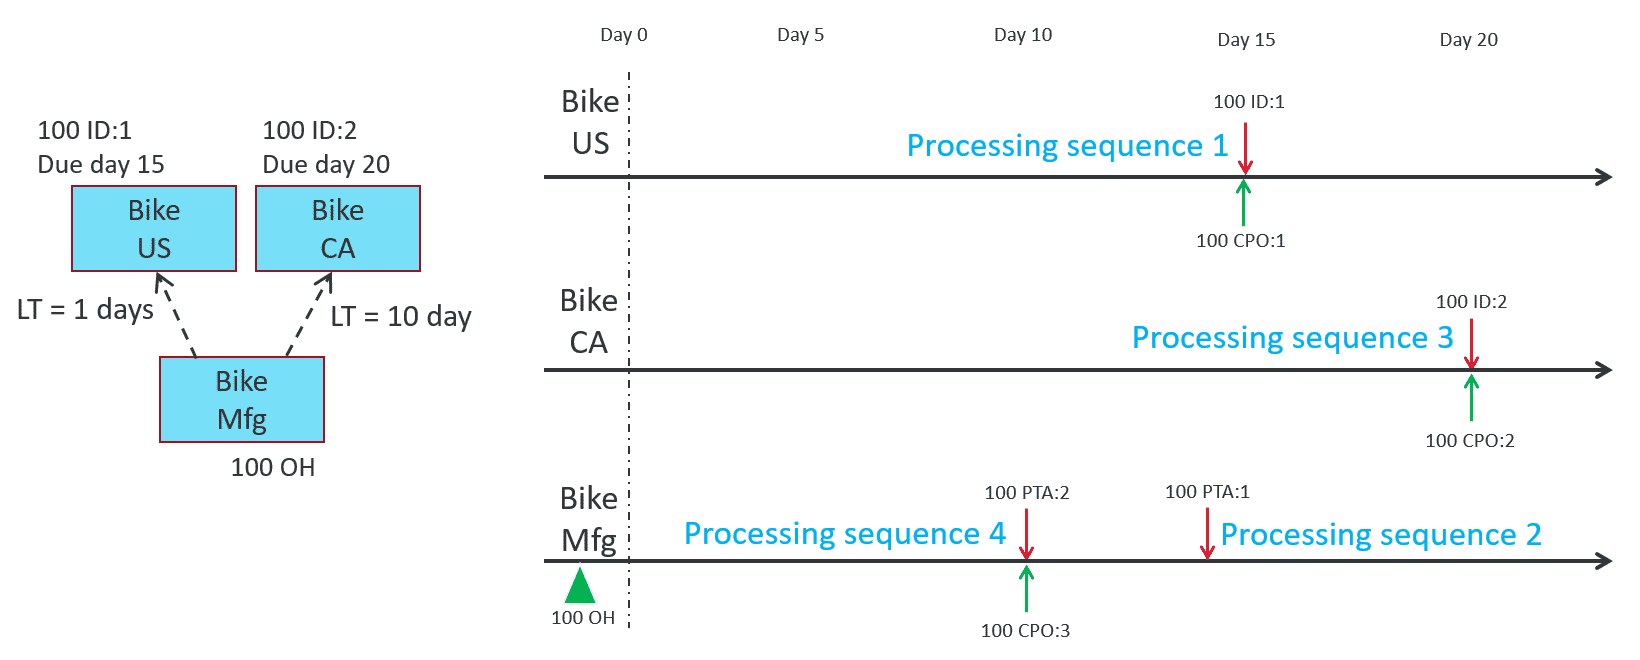 100 ID:1
Due day 15
100 ID:2
Due day 20
Bike
US
Bike
CA
LT = 1 days
LT = 10 day
Bike
Mfg
100 OH
Day 0
Day 5
Day 10
Day 15
Day 20
Bike
US
100 ID:1
Processing sequence 1
100 CPO:1
Bike
CA
100 ID:2
Processing sequence 3
100 CPO:2
Bike
Mfg
100 PTA:2
100 PTA:1
Processing sequence 4
Processing sequence 2
100 OH
100 CPO:3